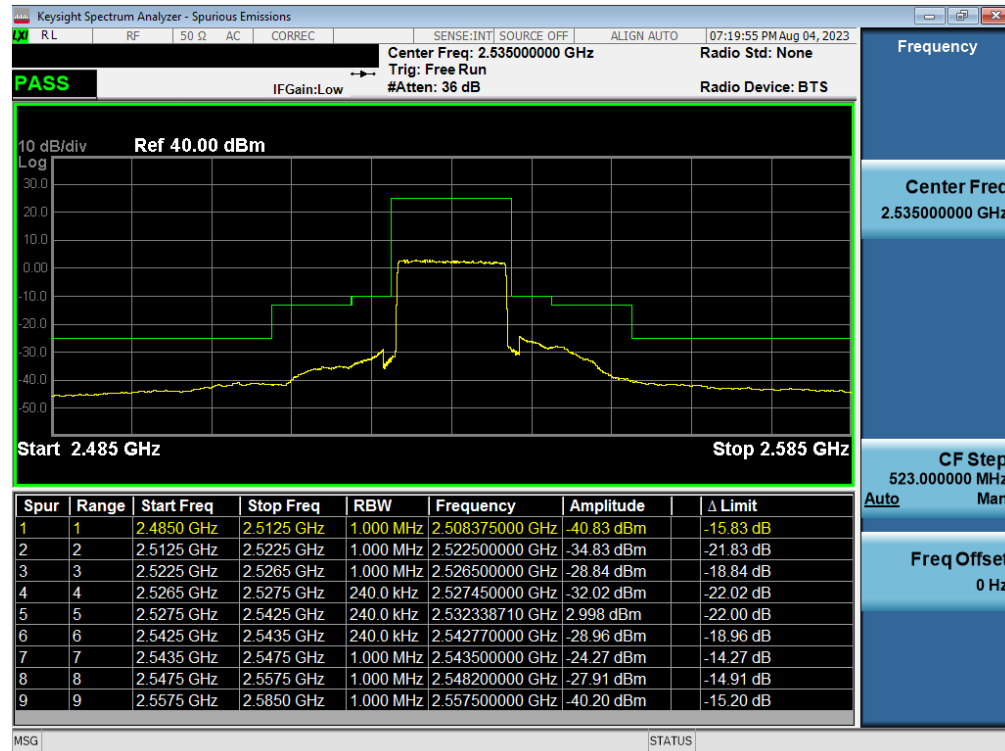 Keysight Spectrum Analyzer - Spurious Emissions
LXI RL RF 50 Ω AC CORREC SENSE:INT SOURCE OFF ALIGN AUTO 07:19:55 PM Aug 04, 2023
Center Freq: 2.535000000 GHz Radio Std: None
Trig: Free Run
PASS IFGain:Low #Atten: 36 dB Radio Device: BTS
Frequency
10 dB/div Ref 40.00 dBm
Log
30.0
20.0
10.0
0.00
-10.0
-20.0
-30.0
-40.0
-50.0
Start 2.485 GHz Stop 2.585 GHz
Center Freq
2.535000000 GHz
CF Step
523.000000 MHz
Auto Man
Freq Offset
0 Hz
Spur Range Start Freq Stop Freq RBW Frequency Amplitude Δ Limit
1 1 2.4850 GHz 2.5125 GHz 1.000 MHz 2.508375000 GHz -40.83 dBm -15.83 dB
2 2 2.5125 GHz 2.5225 GHz 1.000 MHz 2.522500000 GHz -34.83 dBm -21.83 dB
3 3 2.5225 GHz 2.5265 GHz 1.000 MHz 2.526500000 GHz -28.84 dBm -18.84 dB
4 4 2.5265 GHz 2.5275 GHz 240.0 kHz 2.527450000 GHz -32.02 dBm -22.02 dB
5 5 2.5275 GHz 2.5425 GHz 240.0 kHz 2.532338710 GHz 2.998 dBm -22.00 dB
6 6 2.5425 GHz 2.5435 GHz 240.0 kHz 2.542770000 GHz -28.96 dBm -18.96 dB
7 7 2.5435 GHz 2.5475 GHz 1.000 MHz 2.543500000 GHz -24.27 dBm -14.27 dB
8 8 2.5475 GHz 2.5575 GHz 1.000 MHz 2.548200000 GHz -27.91 dBm -14.91 dB
9 9 2.5575 GHz 2.5850 GHz 1.000 MHz 2.557500000 GHz -40.20 dBm -15.20 dB
MSG STATUS